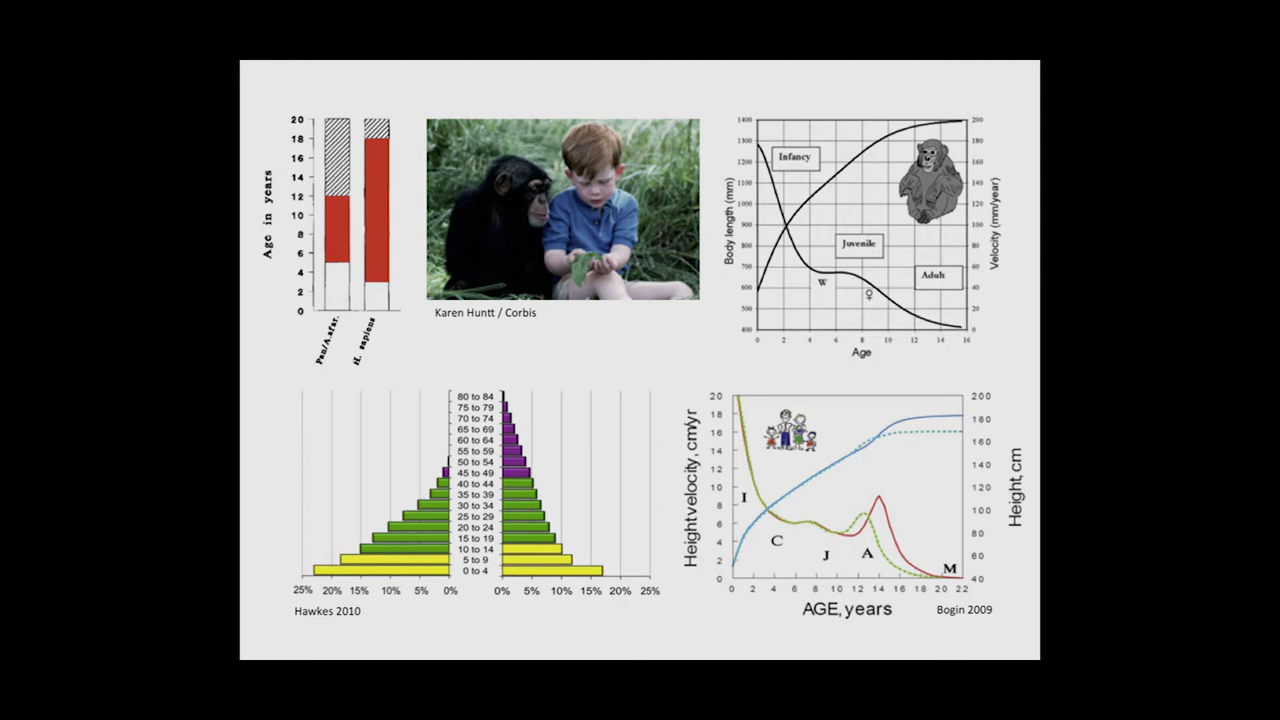 20
18
16
14
12
10
8
6
4
2
0
Age in years
Pan/A.afar.
H. sapiens
Karen Huntt / Corbis
1400
1300
1200
1100
1000
900
800
700
600
500
400
Body length (mm)
Infancy
Juvenile
Adult
W
♀
200
180
160
140
120
100
80
60
40
20
0
Velocity (mm/year)
0 2 4 6 8 10 12 14 16
Age
80 to 84
75 to 79
70 to 74
65 to 69
60 to 64
55 to 59
50 to 54
45 to 49
40 to 44
35 to 39
30 to 34
25 to 29
20 to 24
15 to 19
10 to 14
5 to 9
0 to 4
25% 20% 15% 10% 5% 0% 0% 5% 10% 15% 20% 25%
Hawkes 2010
20
18
16
14
12
10
8
6
4
2
0
Height velocity, cm/yr
I
C
J
A
M
200
180
160
140
120
100
80
60
40
Height, cm
0 2 4 6 8 10 12 14 16 18 20 22
AGE, years
Bogin 2009